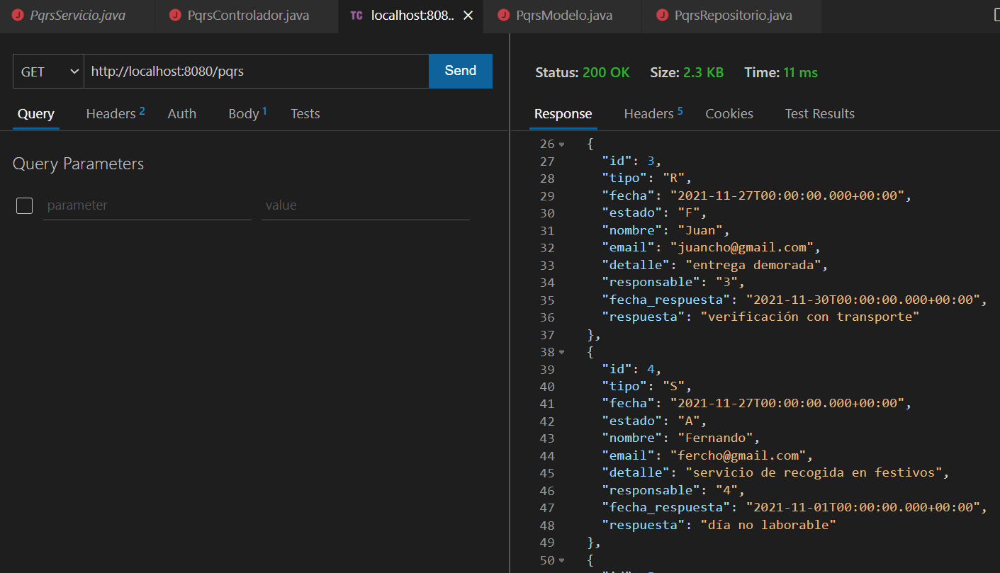 PqrsServicio.java
PqrsControlador.java
TC localhost:808..
PqrsModelo.java
PqrsRepositorio.java
GET
http://localhost:8080/pqrs
Send
Query
Headers 2
Auth
Body 1
Tests
Query Parameters
parameter
value
Status: 200 OK Size: 2.3 KB Time: 11 ms
Response
Headers 5
Cookies
Test Results
26 {
27 "id": 3,
28 "tipo": "R",
29 "fecha": "2021-11-27T00:00:00.000+00:00",
30 "estado": "F",
31 "nombre": "Juan",
32 "email": "juancho@gmail.com",
33 "detalle": "entrega demorada",
34 "responsable": "3",
35 "fecha_respuesta": "2021-11-30T00:00:00.000+00:00",
36 "respuesta": "verificación con transporte"
37 },
38 {
39 "id": 4,
40 "tipo": "S",
41 "fecha": "2021-11-27T00:00:00.000+00:00",
42 "estado": "A",
43 "nombre": "Fernando",
44 "email": "fercho@gmail.com",
45 "detalle": "servicio de recogida en festivos",
46 "responsable": "4",
47 "fecha_respuesta": "2021-11-01T00:00:00.000+00:00",
48 "respuesta": "día no laborable"
49 },
50 {